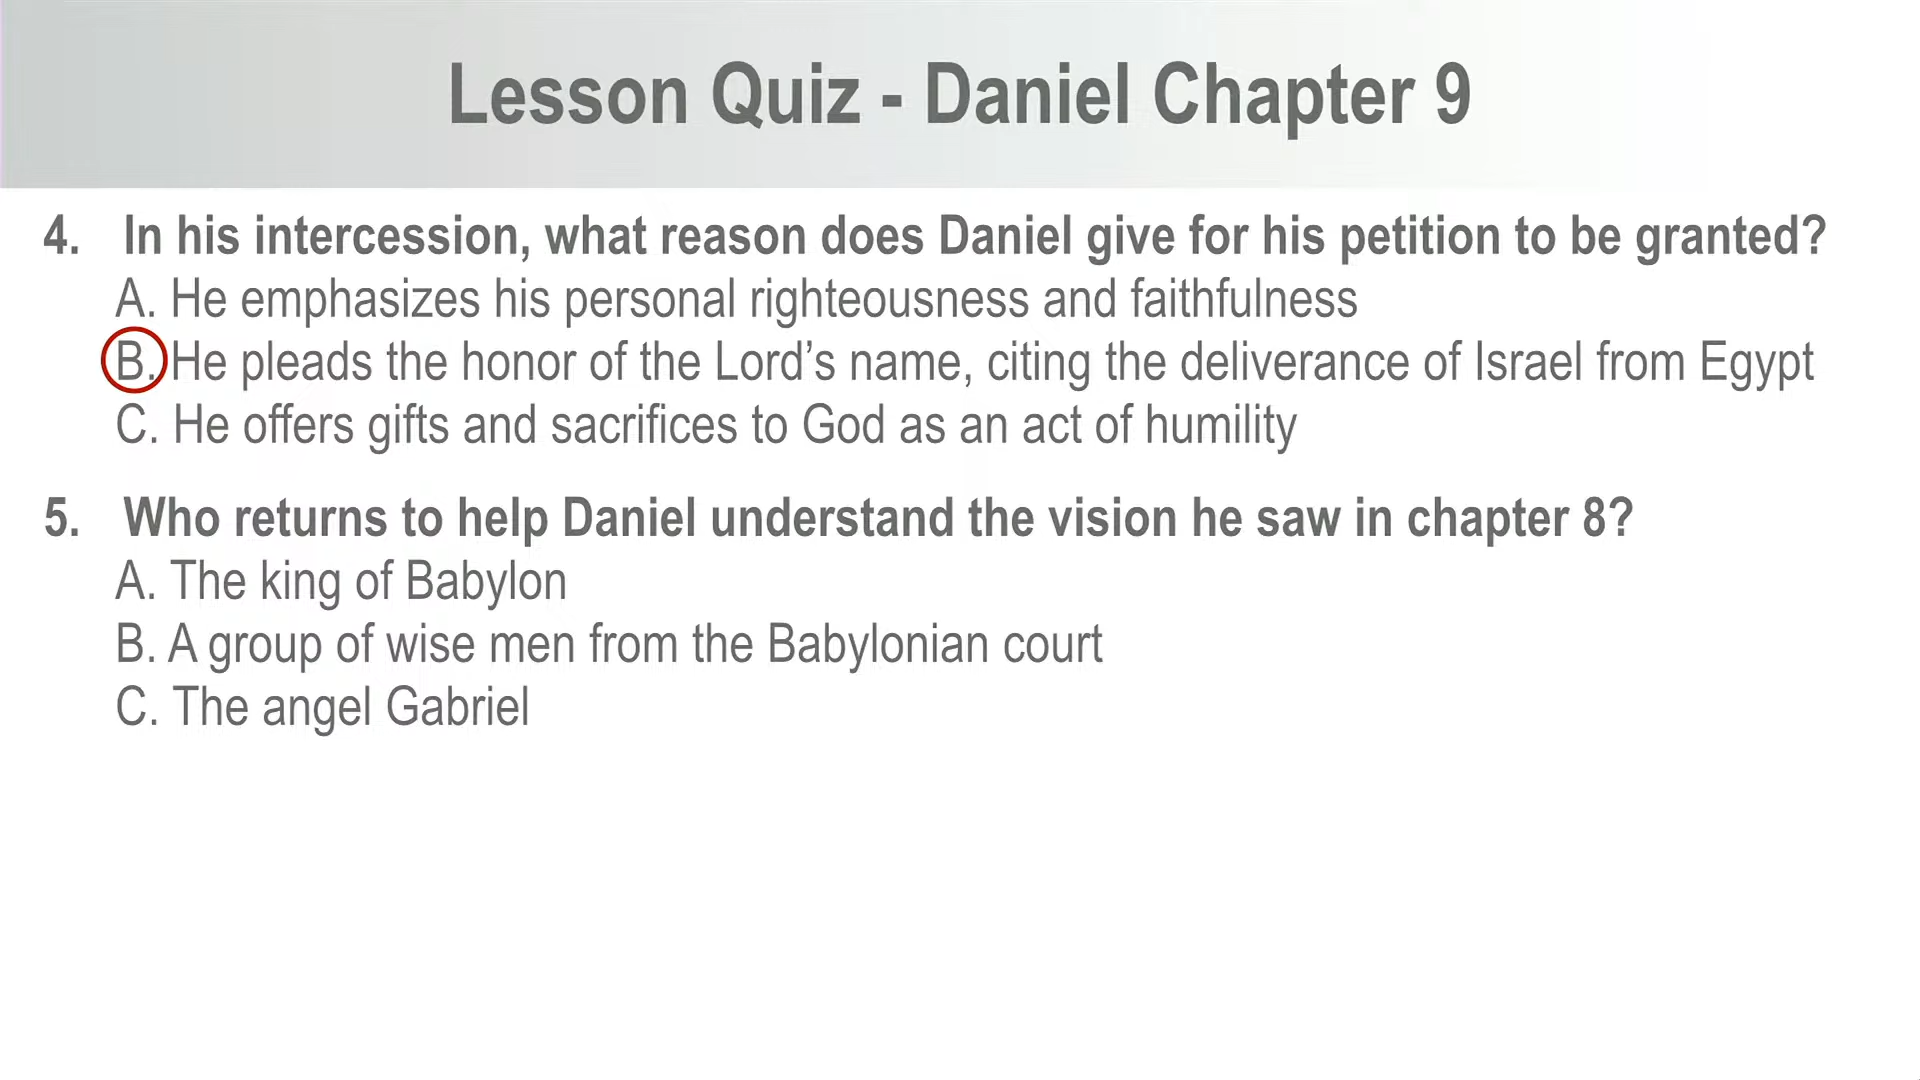 Lesson Quiz - Daniel Chapter 9
4. In his intercession, what reason does Daniel give for his petition to be granted?
A. He emphasizes his personal righteousness and faithfulness
B. He pleads the honor of the Lord’s name, citing the deliverance of Israel from Egypt
C. He offers gifts and sacrifices to God as an act of humility
5. Who returns to help Daniel understand the vision he saw in chapter 8?
A. The king of Babylon
B. A group of wise men from the Babylonian court
C. The angel Gabriel